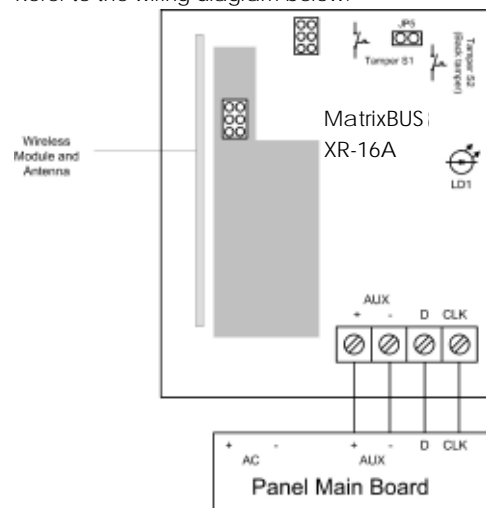 Refer to the wiring diagram below:
JP5
Tamper S1
Tamper S2
(Back tamper)
Wireless
Module and
Antenna
MatrixBUS
XR-16A
LD1
AUX
+ - D CLK
+ - + - D CLK
AC AUX
Panel Main Board